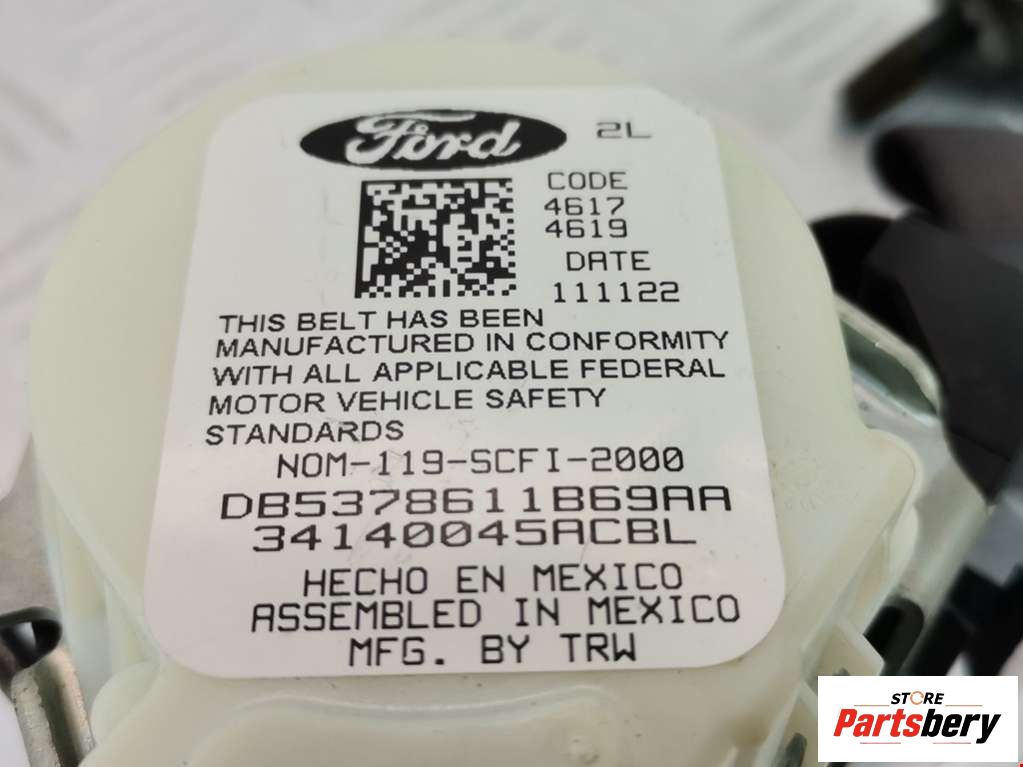 Ford
2L
CODE
4617
4619
DATE
111122
THIS BELT HAS BEEN
MANUFACTURED IN CONFORMITY
WITH ALL APPLICABLE FEDERAL
MOTOR VEHICLE SAFETY
STANDARDS
NOM-119-SCFI-2000
DB5378611B69AA
34140045ACBL
HECHO EN MEXICO
ASSEMBLED IN MEXICO
MFG. BY TRW
STORE
Partsbery